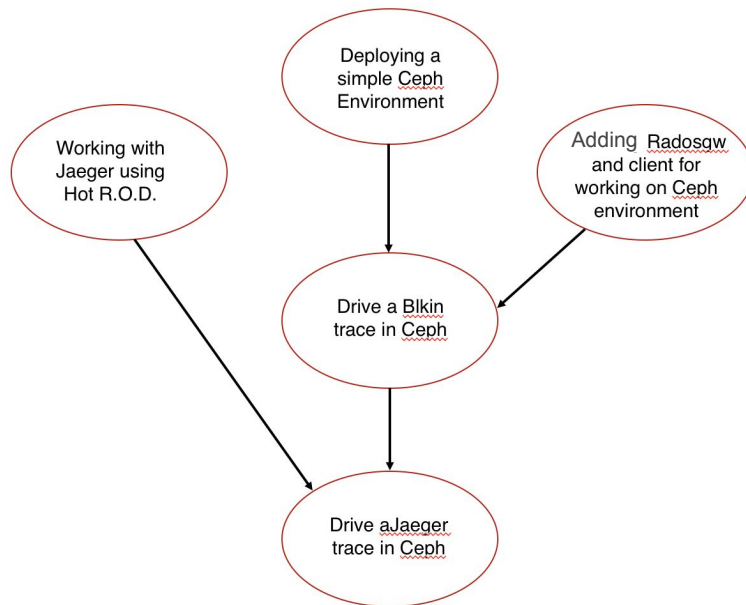 Deploying a
simple Ceph
Environment
Working with
Jaeger using
Hot R.O.D.
Adding Radosgw
and client for
working on Ceph
environment
Drive a Blkin
trace in Ceph
Drive aJaeger
trace in Ceph